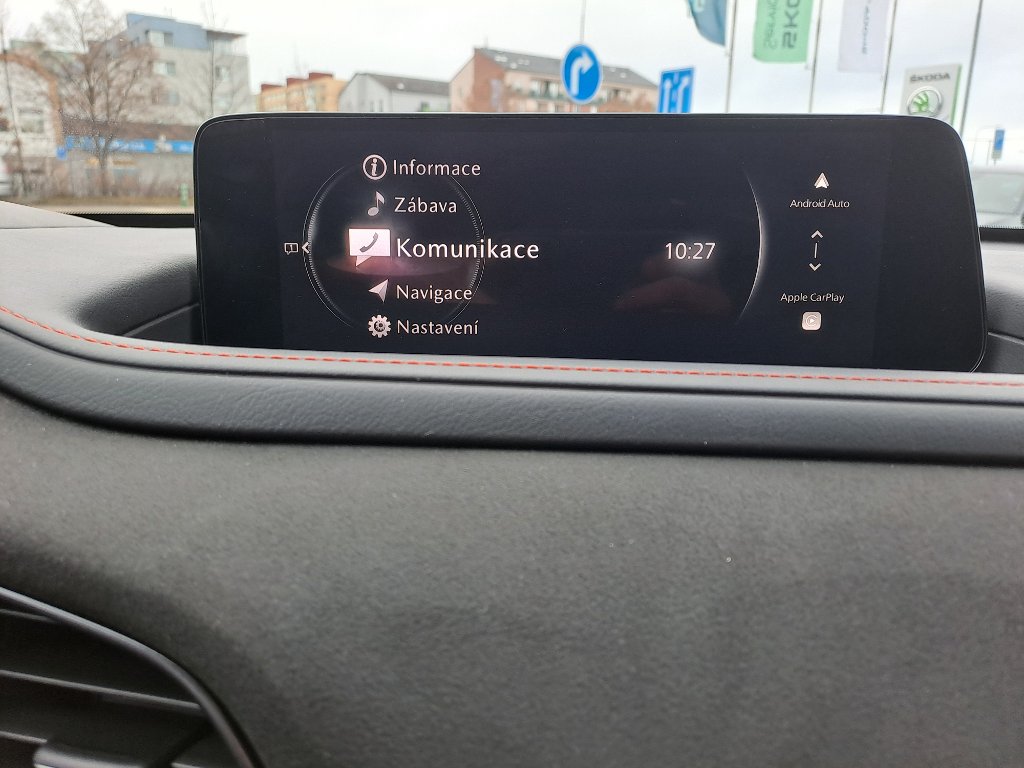 ŠKODA
Informace
Zábava
Komunikace
Navigace
Nastavení
10:27
Android Auto
Apple CarPlay